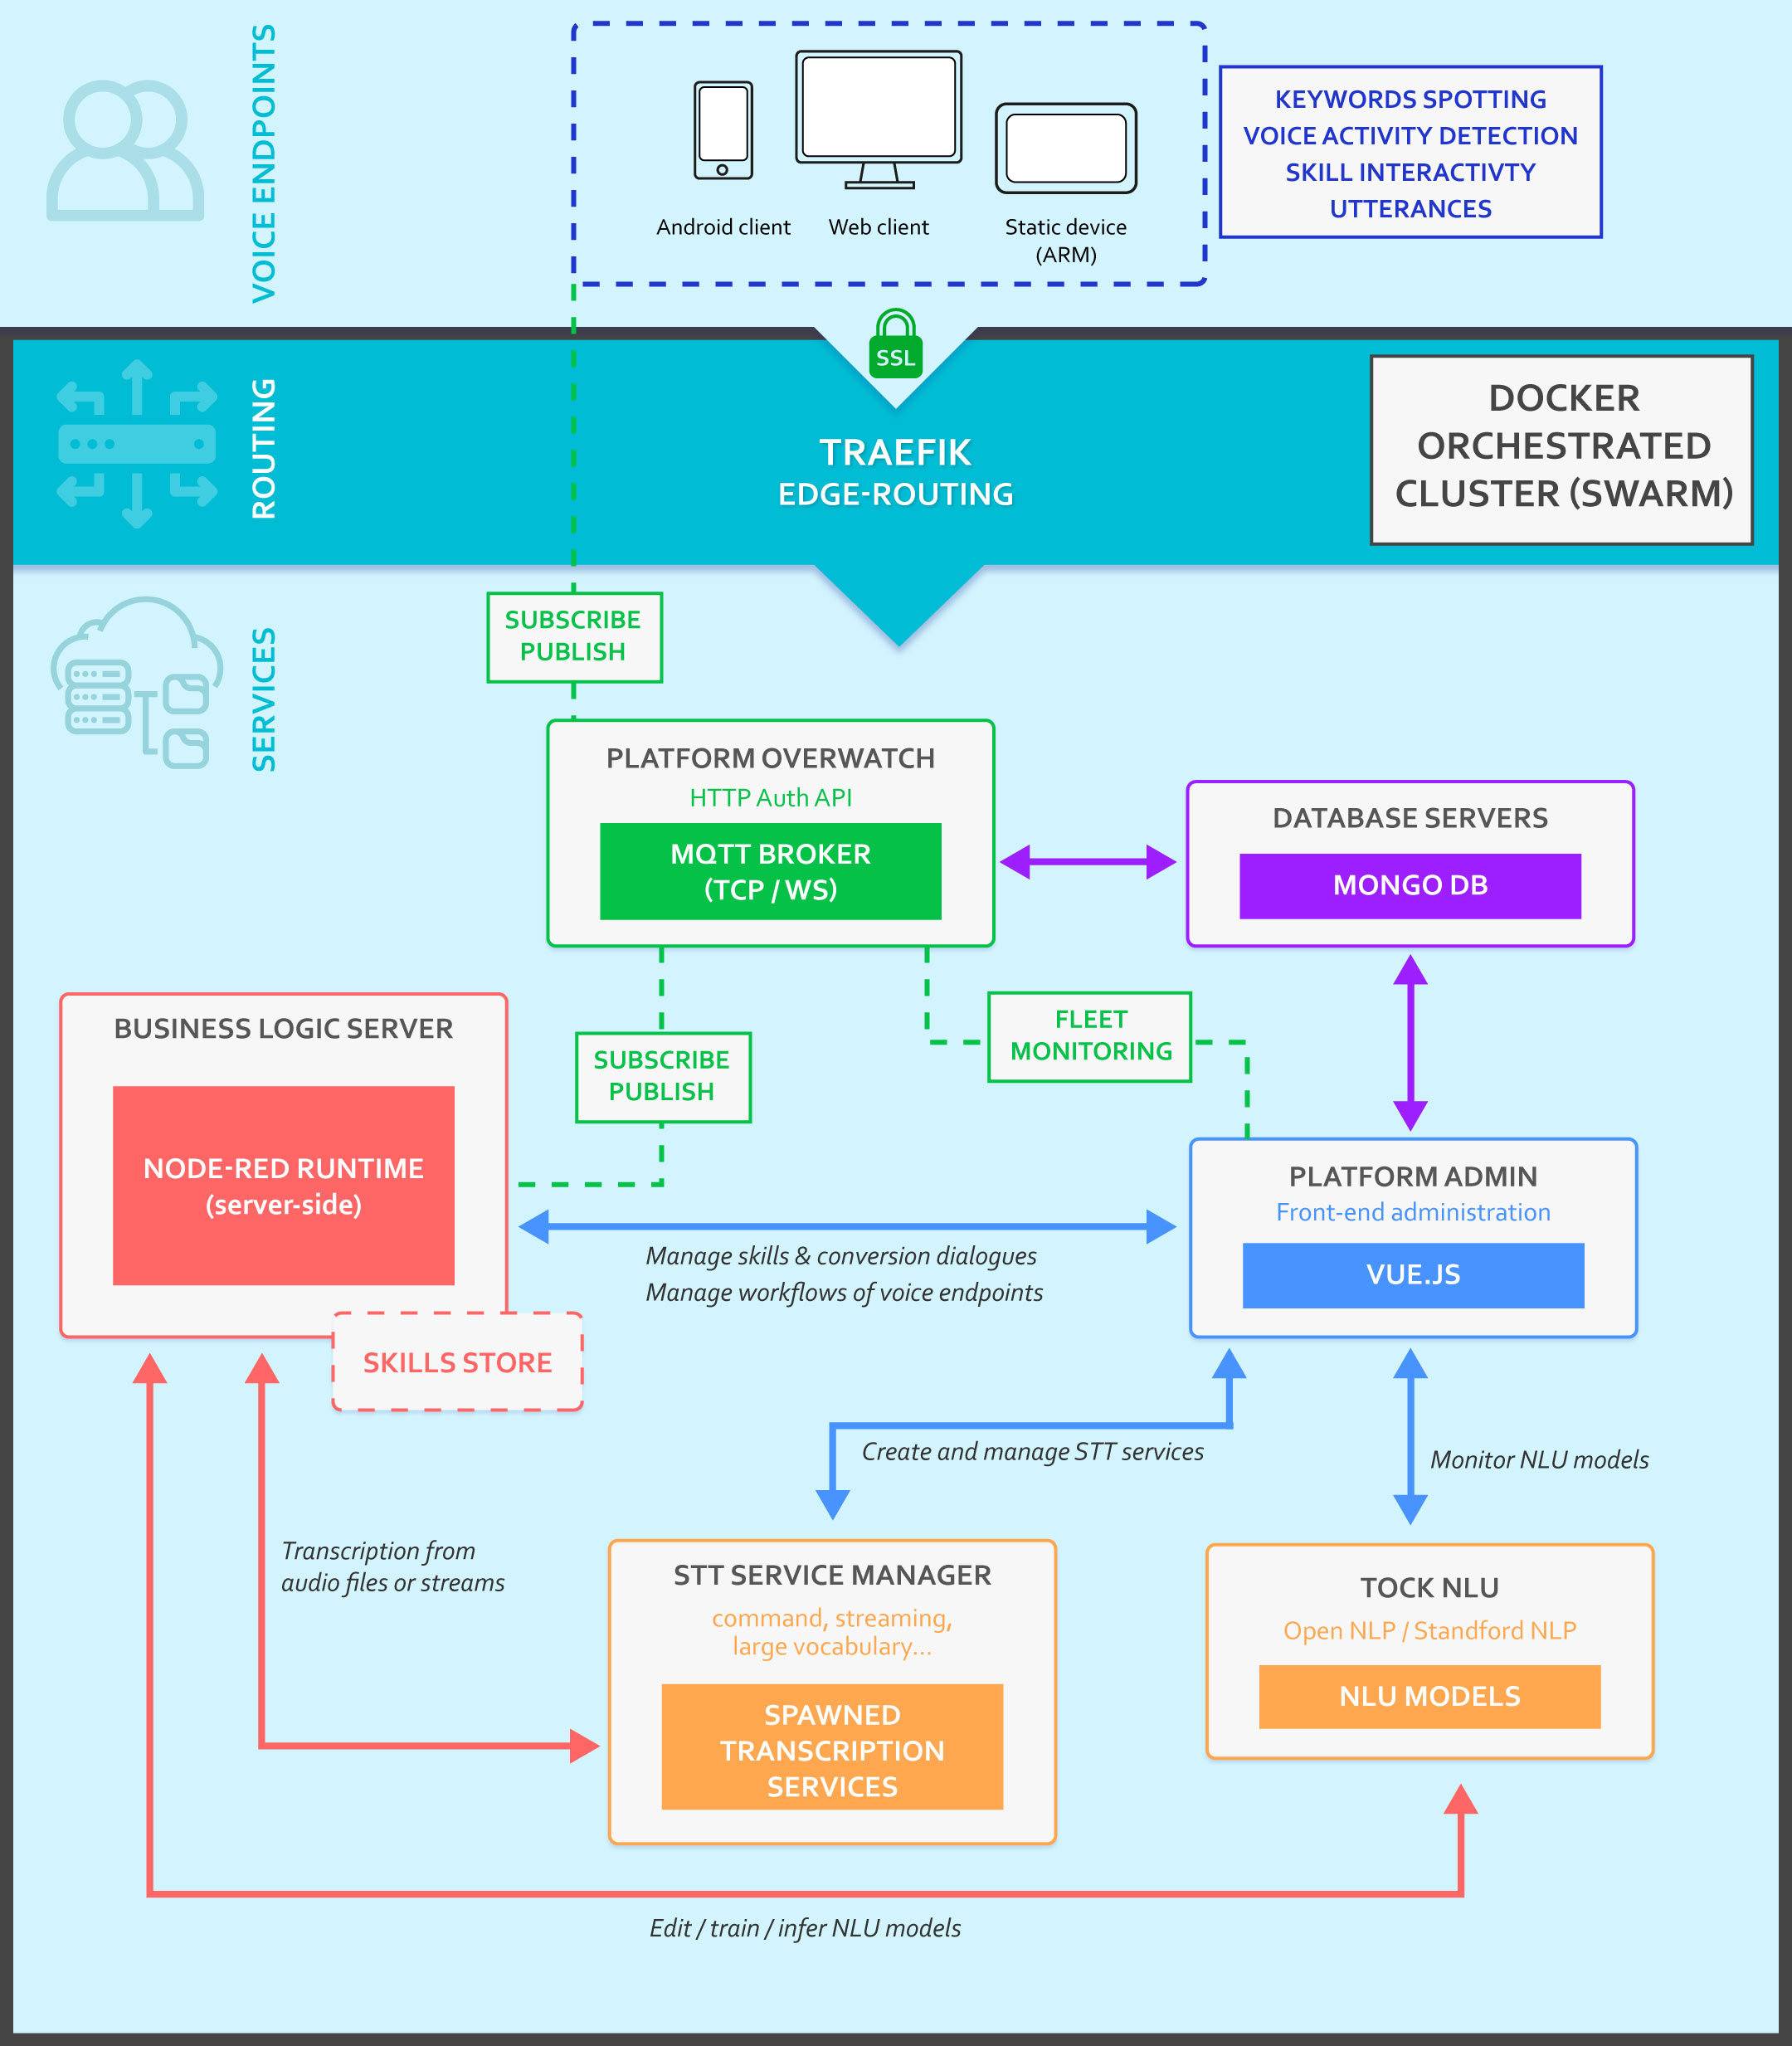 VOICE ENDPOINTS
Android client
Web client
Static device
(ARM)
KEYWORDS SPOTTING
VOICE ACTIVITY DETECTION
SKILL INTERACTIVTY
UTTERANCES
SSL
ROUTING
TRAEFIK
EDGE-ROUTING
DOCKER
ORCHESTRATED
CLUSTER (SWARM)
SERVICES
SUBSCRIBE
PUBLISH
PLATFORM OVERWATCH
HTTP Auth API
MQTT BROKER
(TCP / WS)
DATABASE SERVERS
MONGO DB
BUSINESS LOGIC SERVER
NODE-RED RUNTIME
(server-side)
SKILLS STORE
SUBSCRIBE
PUBLISH
FLEET
MONITORING
PLATFORM ADMIN
Front-end administration
VUE.JS
Manage skills & conversion dialogues
Manage workflows of voice endpoints
Create and manage STT services
Monitor NLU models
Transcription from
audio files or streams
STT SERVICE MANAGER
command, streaming,
large vocabulary...
SPAWNED
TRANSCRIPTION
SERVICES
TOCK NLU
Open NLP / Standford NLP
NLU MODELS
Edit / train / infer NLU models